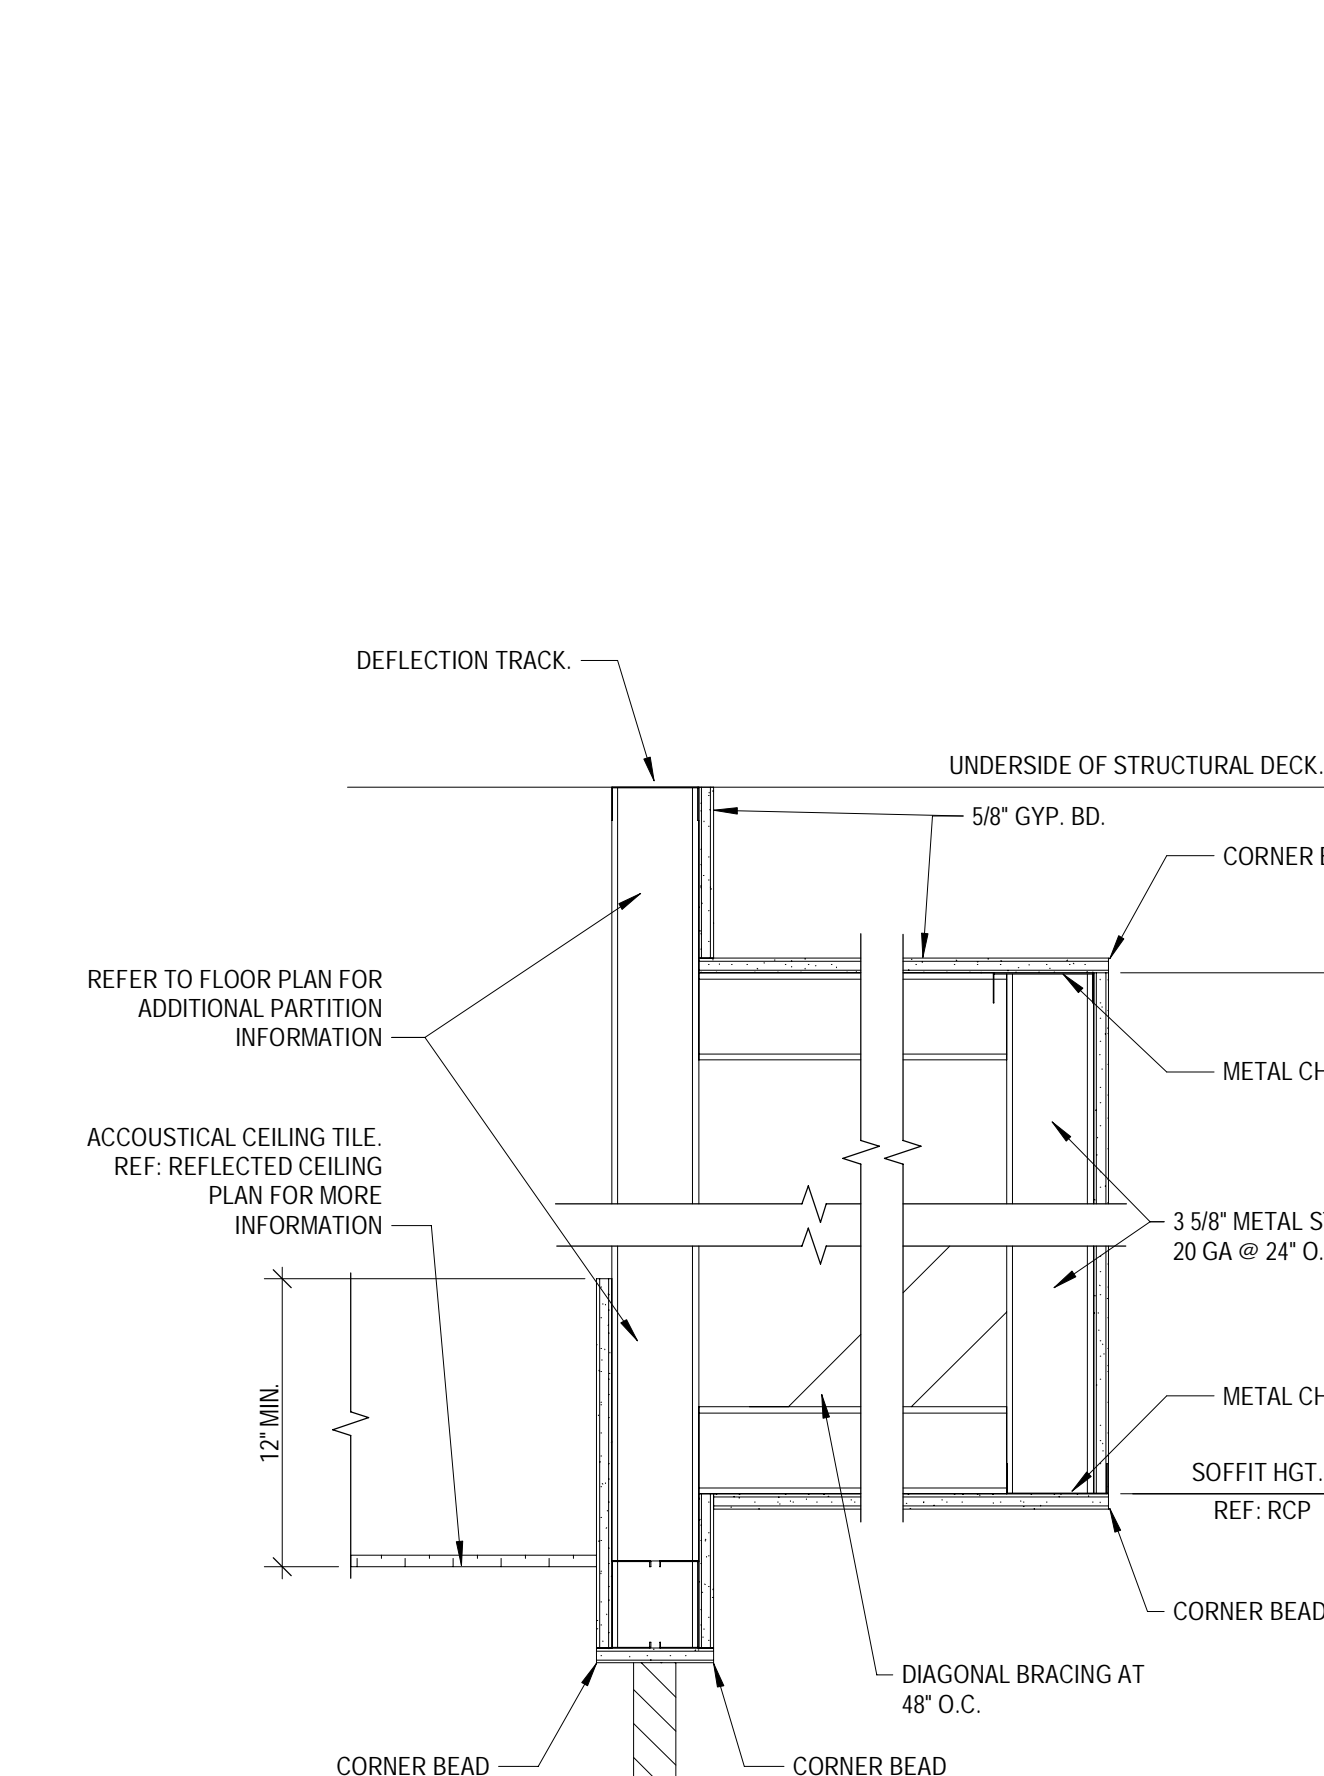 DEFLECTION TRACK.
UNDERSIDE OF STRUCTURAL DECK.
5/8" GYP. BD.
CORNER
REFER TO FLOOR PLAN FOR
ADDITIONAL PARTITION
INFORMATION
METAL
ACCOUSTICAL CEILING TILE.
REF: REFLECTED CEILING
PLAN FOR MORE
INFORMATION
3 5/8" METAL
20 GA @ 24" O.
12" MIN.
METAL
SOFFIT HGT.
REF: RCP
CORNER BEAD
DIAGONAL BRACING AT
48" O.C.
CORNER BEAD
CORNER BEAD